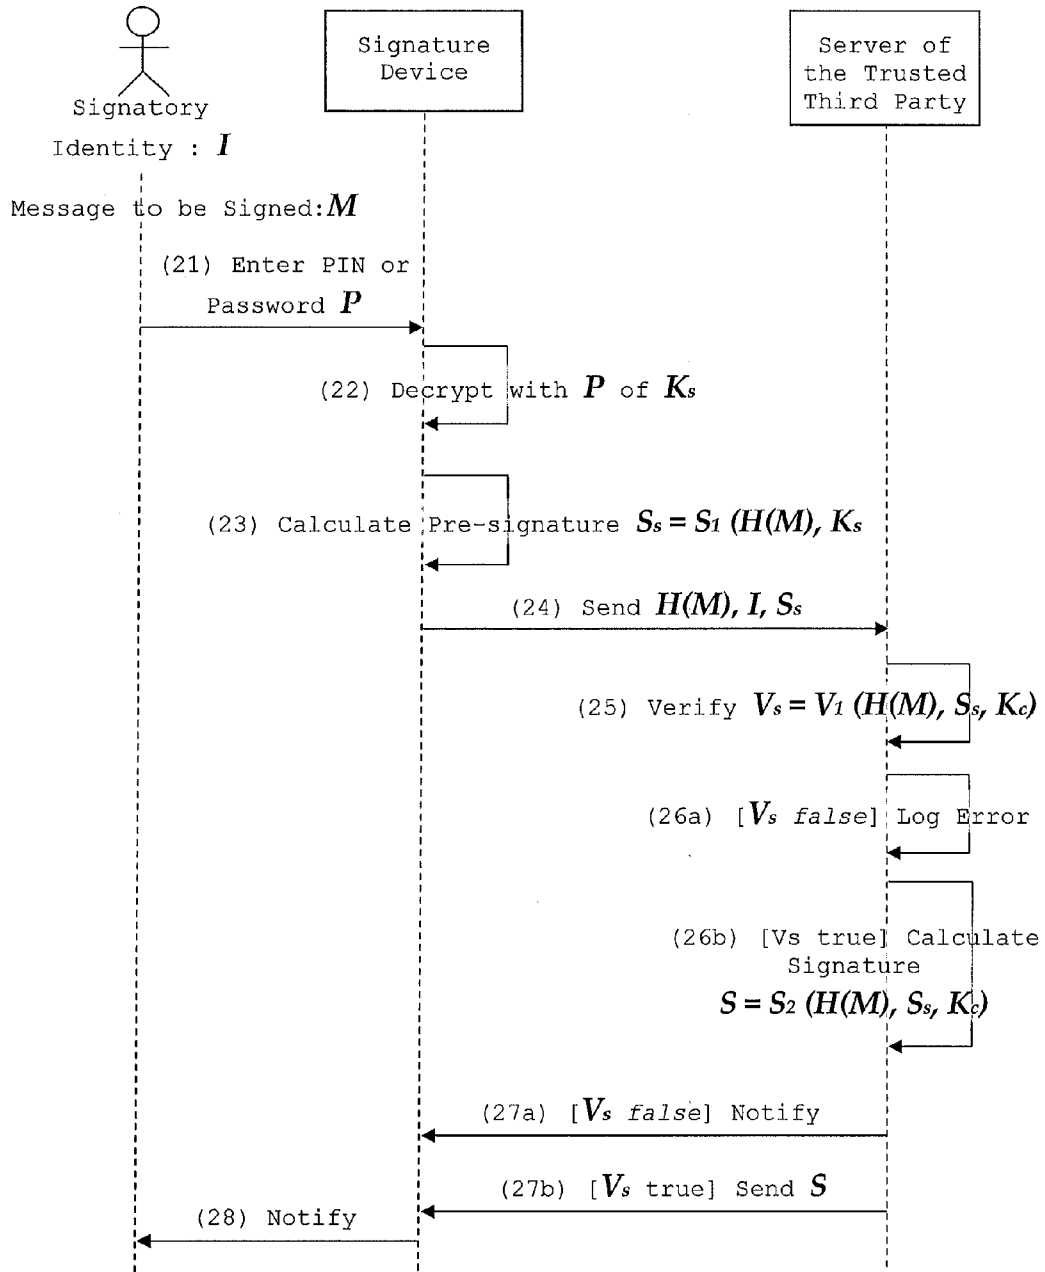 Signatory
Signature
Device
Server of
the Trusted
Third Party
Identity : I
Message to be Signed:M
(21) Enter PIN or
Password P
(22) Decrypt with P of Ks
(23) Calculate Pre-signature Ss = S1 (H(M), Ks
(24) Send H(M), I, Ss
(25) Verify Vs = V1 (H(M), Ss, Kc)
(26a) [Vs false] Log Error
(26b) [Vs true] Calculate
Signature
S = S2 (H(M), Ss, Kc)
(27a) [Vs false] Notify
(27b) [Vs true] Send S
(28) Notify